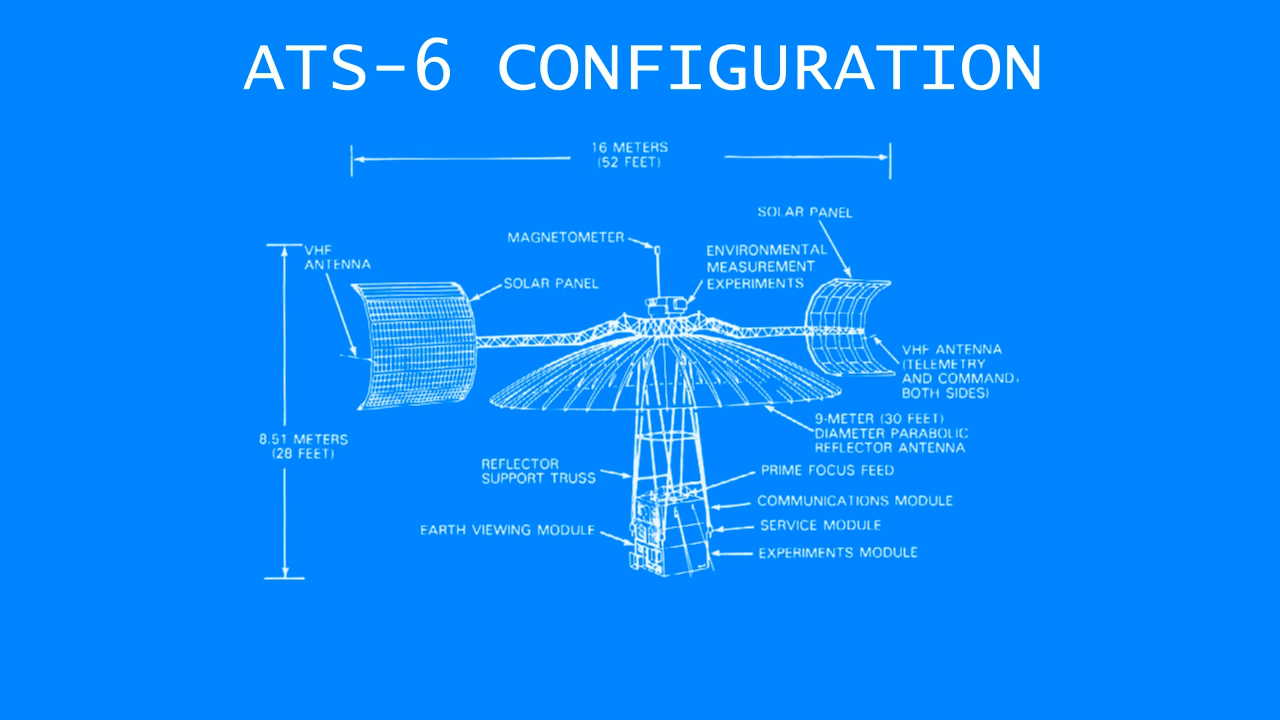 ATS-6 CONFIGURATION
16 METERS
(52 FEET)
SOLAR PANEL
MAGNETOMETER
ENVIRONMENTAL
MEASUREMENT
EXPERIMENTS
VHF
ANTENNA
SOLAR PANEL
VHF ANTENNA
(TELEMETRY
AND COMMAND,
BOTH SIDES)
9-METER (30 FEET)
DIAMETER PARABOLIC
REFLECTOR ANTENNA
8.51 METERS
(28 FEET)
REFLECTOR
SUPPORT TRUSS
PRIME FOCUS FEED
COMMUNICATIONS MODULE
EARTH VIEWING MODULE
SERVICE MODULE
EXPERIMENTS MODULE